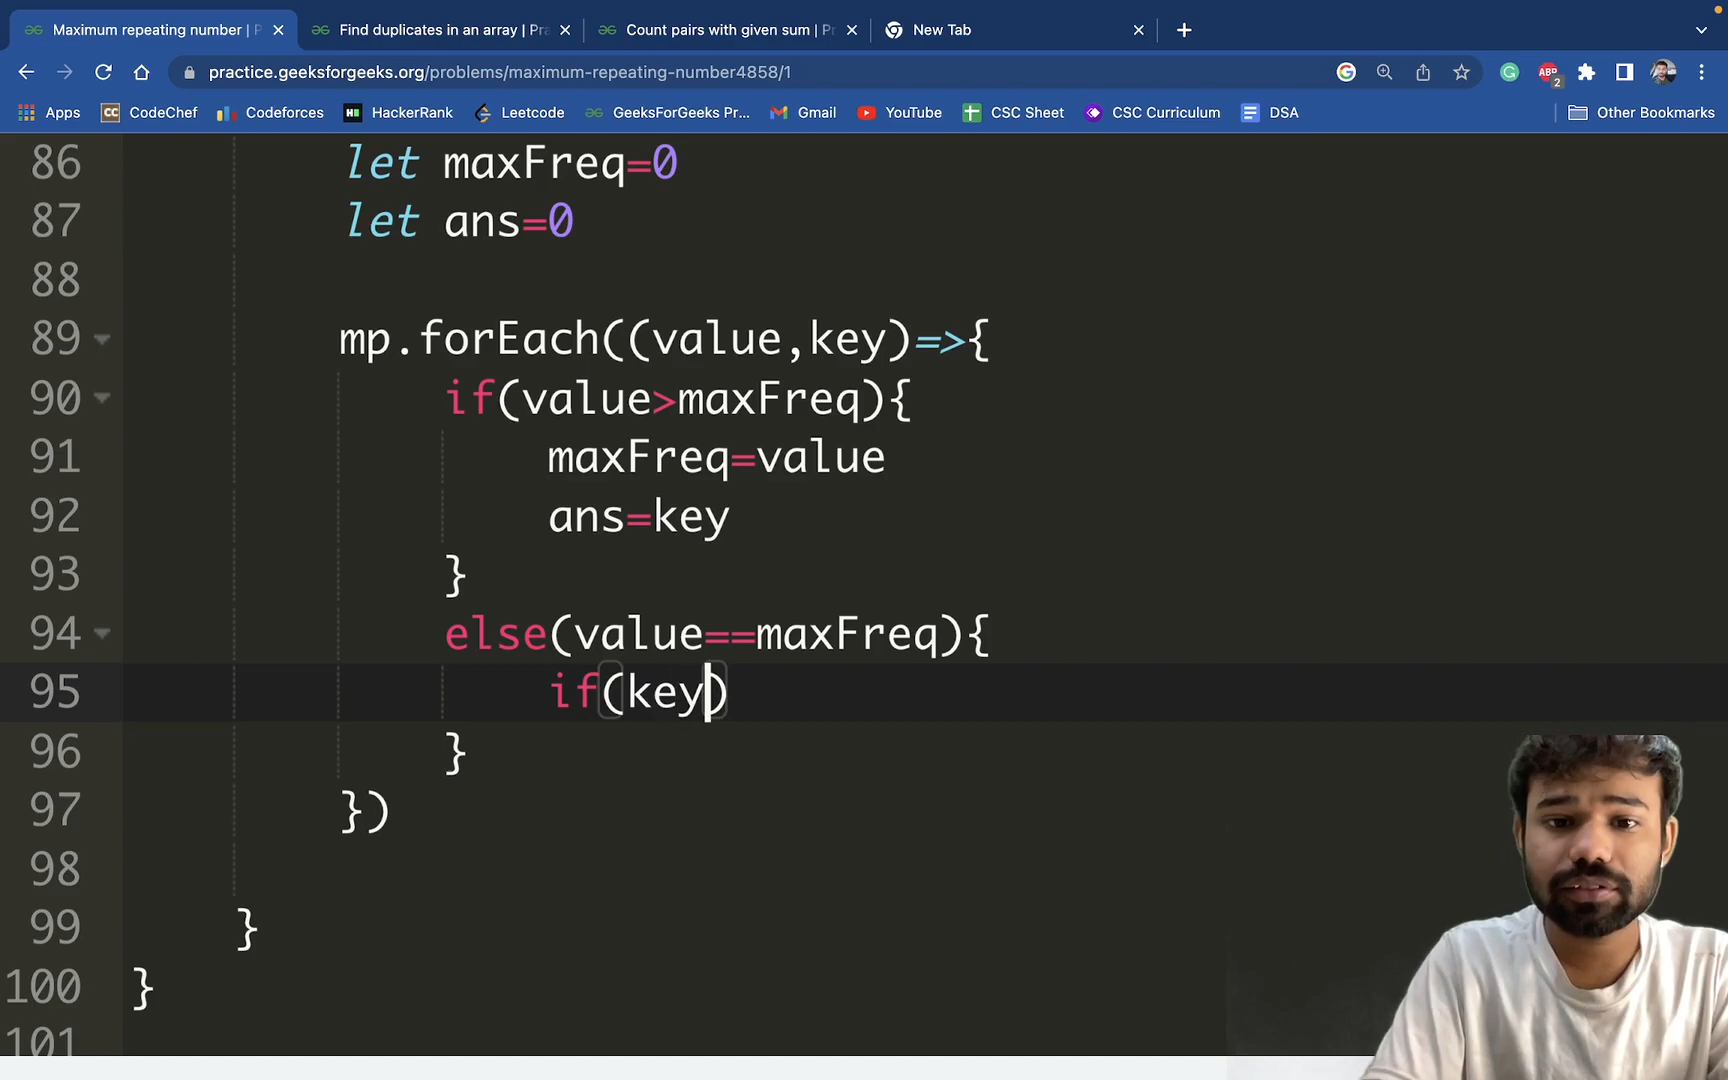 Maximum repeating number | P
Find duplicates in an array | Pra
Count pairs with given sum | P
New Tab
practice.geeksforgeeks.org/problems/maximum-repeating-number4858/1
ABP
2
Apps
CC
CodeChef
Codeforces
H
HackerRank
Leetcode
GeeksForGeeks Pr...
Gmail
YouTube
CSC Sheet
CSC Curriculum
DSA
Other Bookmarks
86 let maxFreq=0
87 let ans=0
88
89 mp.forEach((value,key)=>{
90 if(value>maxFreq){
91 maxFreq=value
92 ans=key
93 }
94 else(value==maxFreq){
95 if(key)
96 }
97 })
98
99 }
100 }
101